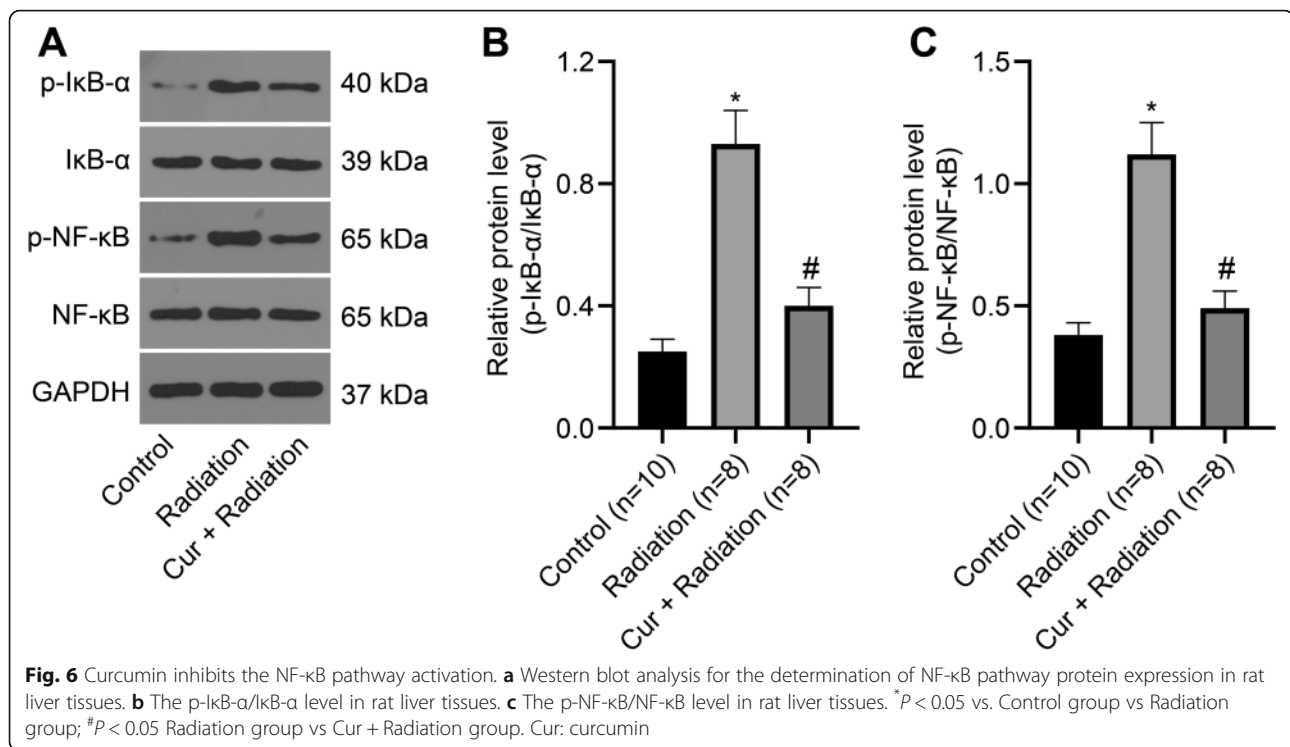 A
p-IκB-α 40 kDa
IκB-α 39 kDa
p-NF-κB 65 kDa
NF-κB 65 kDa
GAPDH 37 kDa
Control
Radiation
Cur + Radiation
B
Relative protein level
(p-IκB-α/IκB-α)
1.2
0.8
0.4
0.0
*
#
Control (n=10)
Radiation (n=8)
Cur + Radiation (n=8)
C
Relative protein level
(p-NF-κB/NF-κB)
1.5
1.0
0.5
0.0
*
#
Control (n=10)
Radiation (n=8)
Cur + Radiation (n=8)
Fig. 6 Curcumin inhibits the NF-κB pathway activation. a Western blot analysis for the determination of NF-κB pathway protein expression in rat
liver tissues. b The p-IκB-α/IκB-α level in rat liver tissues. c The p-NF-κB/NF-κB level in rat liver tissues. *P < 0.05 vs. Control group vs Radiation
group; #P < 0.05 Radiation group vs Cur + Radiation group. Cur: curcumin